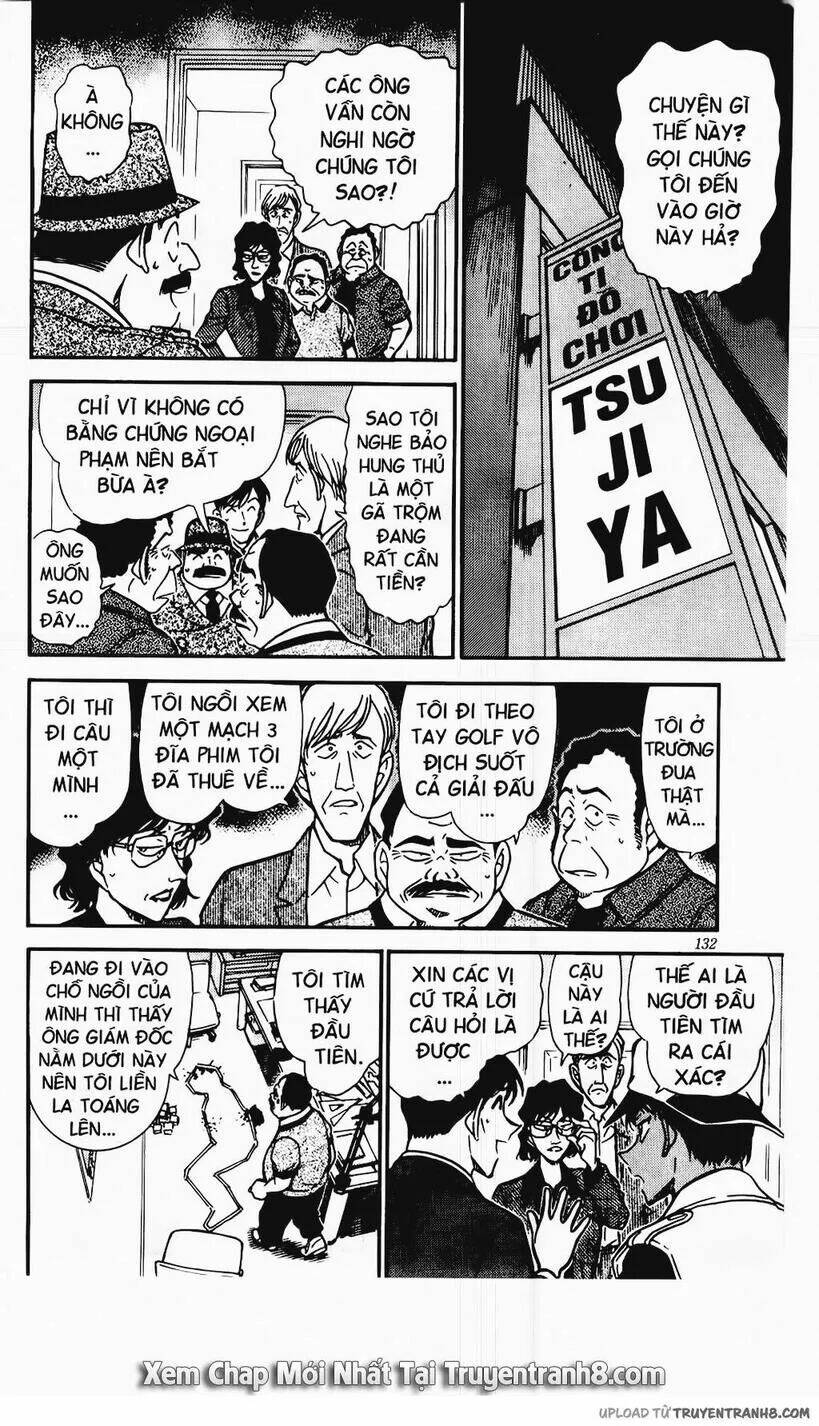 CHUYỆN GÌ
THẾ NÀY?
GỌI CHÚNG
TÔI ĐẾN
VÀO GIỜ
NÀY HẢ?
CÔNG
TI
ĐỒ
CHƠI
TSU
JI
YA
CÁC ÔNG
VẪN CÒN
NGHI NGỜ
CHÚNG TÔI
SAO?!
À
KHÔNG
...
SAO TÔI
NGHE BẢO
HUNG THỦ
LÀ MỘT
GÃ TRỘM
ĐANG
RẤT CẦN
TIỀN?
CHỈ VÌ KHÔNG CÓ
BẰNG CHỨNG NGOẠI
PHẠM NÊN BẮT
BỪA À?
ÔNG
MUỐN
SAO
ĐÂY...
TÔI Ở
TRƯỜNG
ĐUA
THẬT
MÀ...
TÔI ĐI THEO
TAY GOLF VÔ
ĐỊCH SUỐT
CẢ GIẢI ĐẤU
...
TÔI NGỒI XEM
MỘT MẠCH 3
ĐĨA PHIM TÔI
ĐÃ THUÊ VỀ...
TÔI THÌ
ĐI CÂU
MỘT
MÌNH
...
132
THẾ AI LÀ
NGƯỜI ĐẦU
TIÊN TÌM
RA CÁI
XÁC?
CẬU
NÀY
LÀ AI
THẾ?
XIN CÁC VỊ
CỨ TRẢ LỜI
CÂU HỎI LÀ
ĐƯỢC
...
TÔI TÌM
THẤY
ĐẦU
TIÊN.
ĐANG ĐI VÀO
CHỖ NGỒI CỦA
MÌNH THÌ THẤY
ÔNG GIÁM ĐỐC
NẰM DƯỚI NÀY
NÊN TÔI LIỀN
LA TOÁNG
LÊN...
Xem Chap Mới Nhất Tại Truyentranh8.com
UPLOAD TỪ TRUYENTRANH8.COM